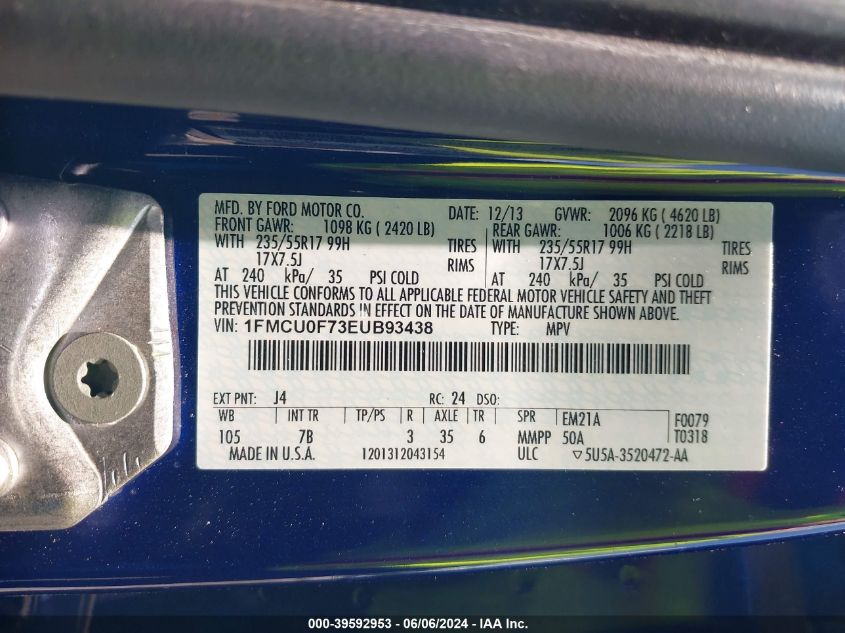 MFD. BY FORD MOTOR CO. DATE: 12/13 GVWR: 2096 KG ( 4620 LB)
FRONT GAWR: 1098 KG ( 2420 LB) REAR GAWR: 1006 KG ( 2218 LB)
WITH 235/55R17 99H TIRES WITH 235/55R17 99H TIRES
17X7.5J RIMS 17X7.5J RIMS
AT 240 kPa/ 35 PSI COLD AT 240 kPa/ 35 PSI COLD
THIS VEHICLE CONFORMS TO ALL APPLICABLE FEDERAL MOTOR VEHICLE SAFETY AND THEFT
PREVENTION STANDARDS IN EFFECT ON THE DATE OF MANUFACTURE SHOWN ABOVE.
VIN: 1FMCU0F73EUB93438 TYPE: MPV
EXT PNT: J4 RC: 24 DSO:
WB INT TR TP/PS R AXLE TR SPR EM21A F0079
105 7B 3 35 6 MMPP 50A T0318
MADE IN U.S.A. 1201312043154 ULC ▽5U5A-3520472-AA
000-39592953 - 06/06/2024 - IAA Inc.